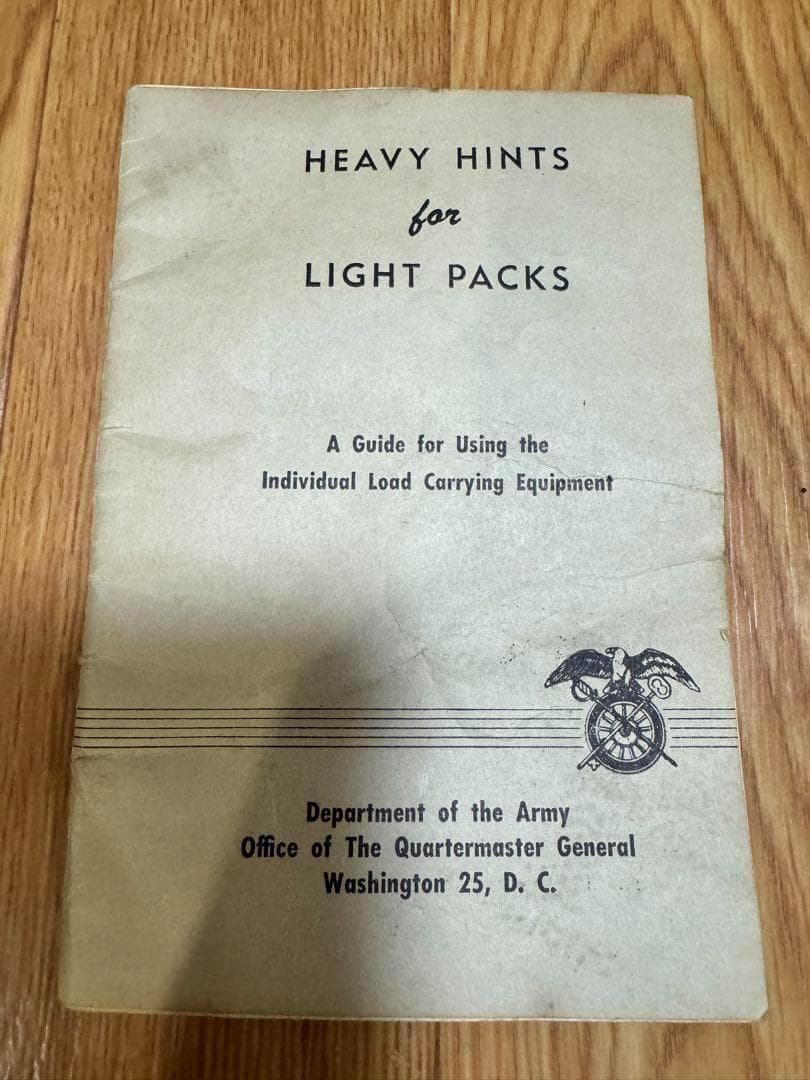 HEAVY HINTS
for
LIGHT PACKS
A Guide for Using the
Individual Load Carrying Equipment
Department of the Army
Office of The Quartermaster General
Washington 25, D. C.